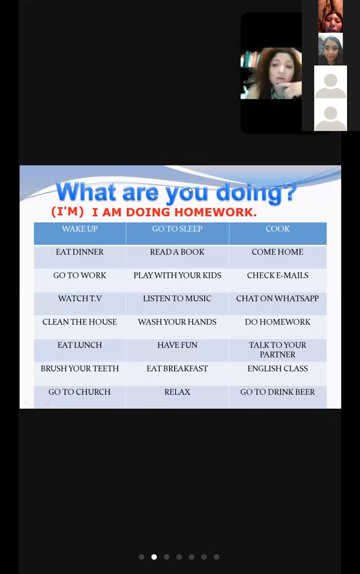 What are you doing?
(I'M) I AM DOING HOMEWORK.
WAKE UP GO TO SLEEP COOK
EAT DINNER READ A BOOK COME HOME
GO TO WORK PLAY WITH YOUR KIDS CHECK E-MAILS
WATCH T.V LISTEN TO MUSIC CHAT ON WHATSAPP
CLEAN THE HOUSE WASH YOUR HANDS DO HOMEWORK
EAT LUNCH HAVE FUN TALK TO YOUR PARTNER
BRUSH YOUR TEETH EAT BREAKFAST ENGLISH CLASS
GO TO CHURCH RELAX GO TO DRINK BEER